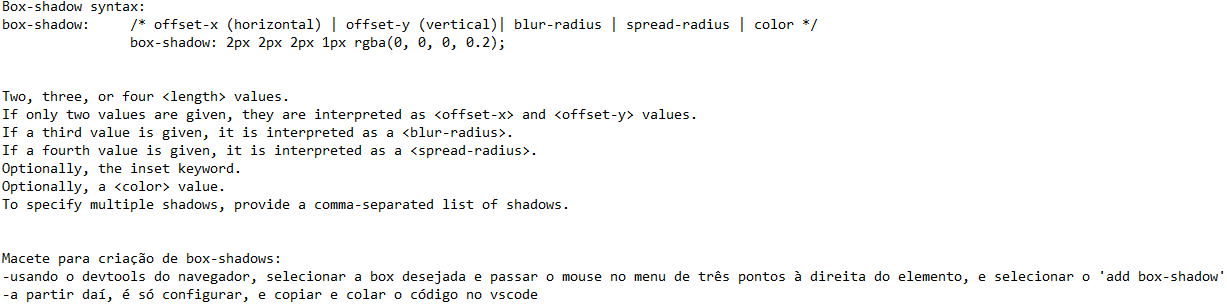 Box-shadow syntax:
box-shadow:     /* offset-x (horizontal) | offset-y (vertical)| blur-radius | spread-radius | color */
                box-shadow: 2px 2px 2px 1px rgba(0, 0, 0, 0.2);
Two, three, or four <length> values.
If only two values are given, they are interpreted as <offset-x> and <offset-y> values.
If a third value is given, it is interpreted as a <blur-radius>.
If a fourth value is given, it is interpreted as a <spread-radius>.
Optionally, the inset keyword.
Optionally, a <color> value.
To specify multiple shadows, provide a comma-separated list of shadows.
Macete para criação de box-shadows:
-usando o devtools do navegador, selecionar a box desejada e passar o mouse no menu de três pontos à direita do elemento, e selecionar o 'add box-shadow'
-a partir daí, é só configurar, e copiar e colar o código no vscode